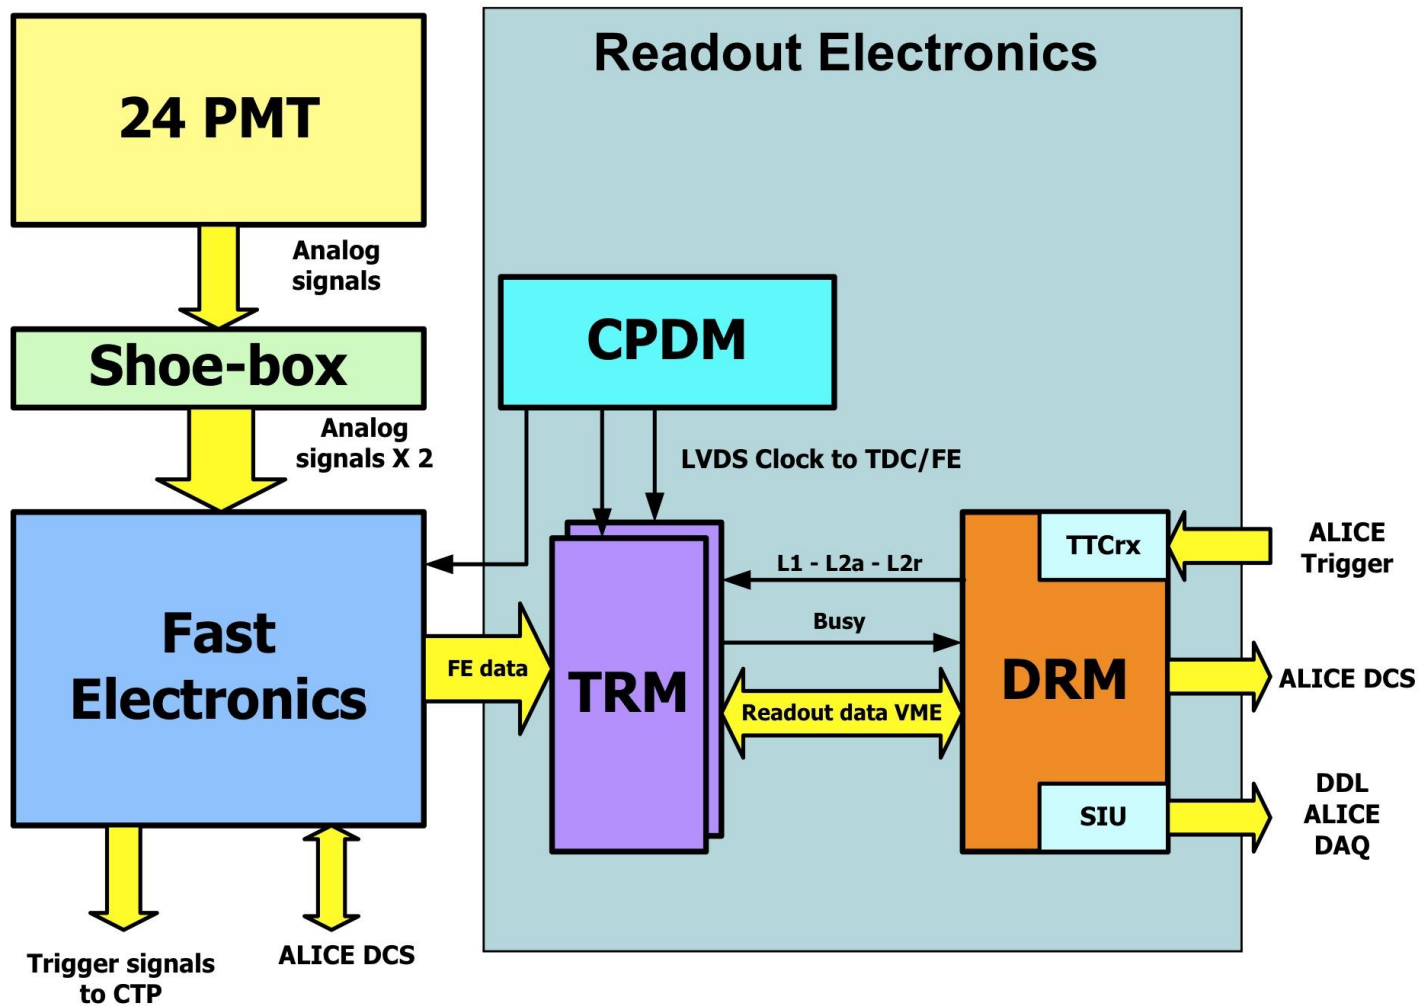 Readout Electronics
24 PMT
Analog
signals
Shoe-box
Analog
signals X 2
CPDM
LVDS Clock to TDC/FE
Fast
Electronics
FE data
TRM
L1 - L2a - L2r
Busy
Readout data VME
TTCrx
DRM
SIU
ALICE
Trigger
ALICE DCS
DDL
ALICE
DAQ
Trigger signals
to CTP
ALICE DCS